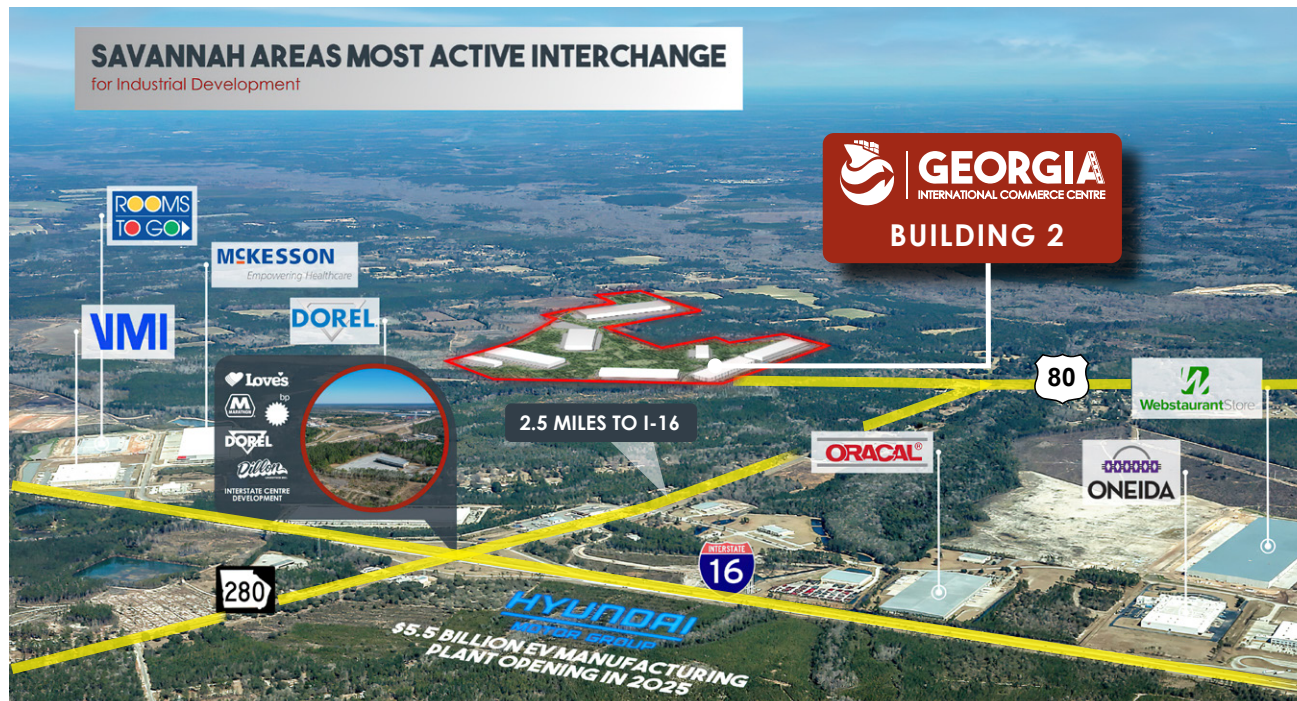 SAVANNAH AREAS MOST ACTIVE INTERCHANGE
for Industrial Development
GEORGIA
INTERNATIONAL COMMERCE CENTRE
BUILDING 2
ROOMS
TO GO
MCKESSON
Empowering Healthcare
VMI
DOREL
Love's
MARATHON
bp
DOREL
Dillon
INTERSTATE CENTRE
DEVELOPMENT
2.5 MILES TO I-16
80
WebstaurantStore
ORACAL®
ONEIDA
INTERSTATE
16
280
HYUNDAI
MOTOR GROUP
$5.5 BILLION EV MANUFACTURING
PLANT OPENING IN 2025